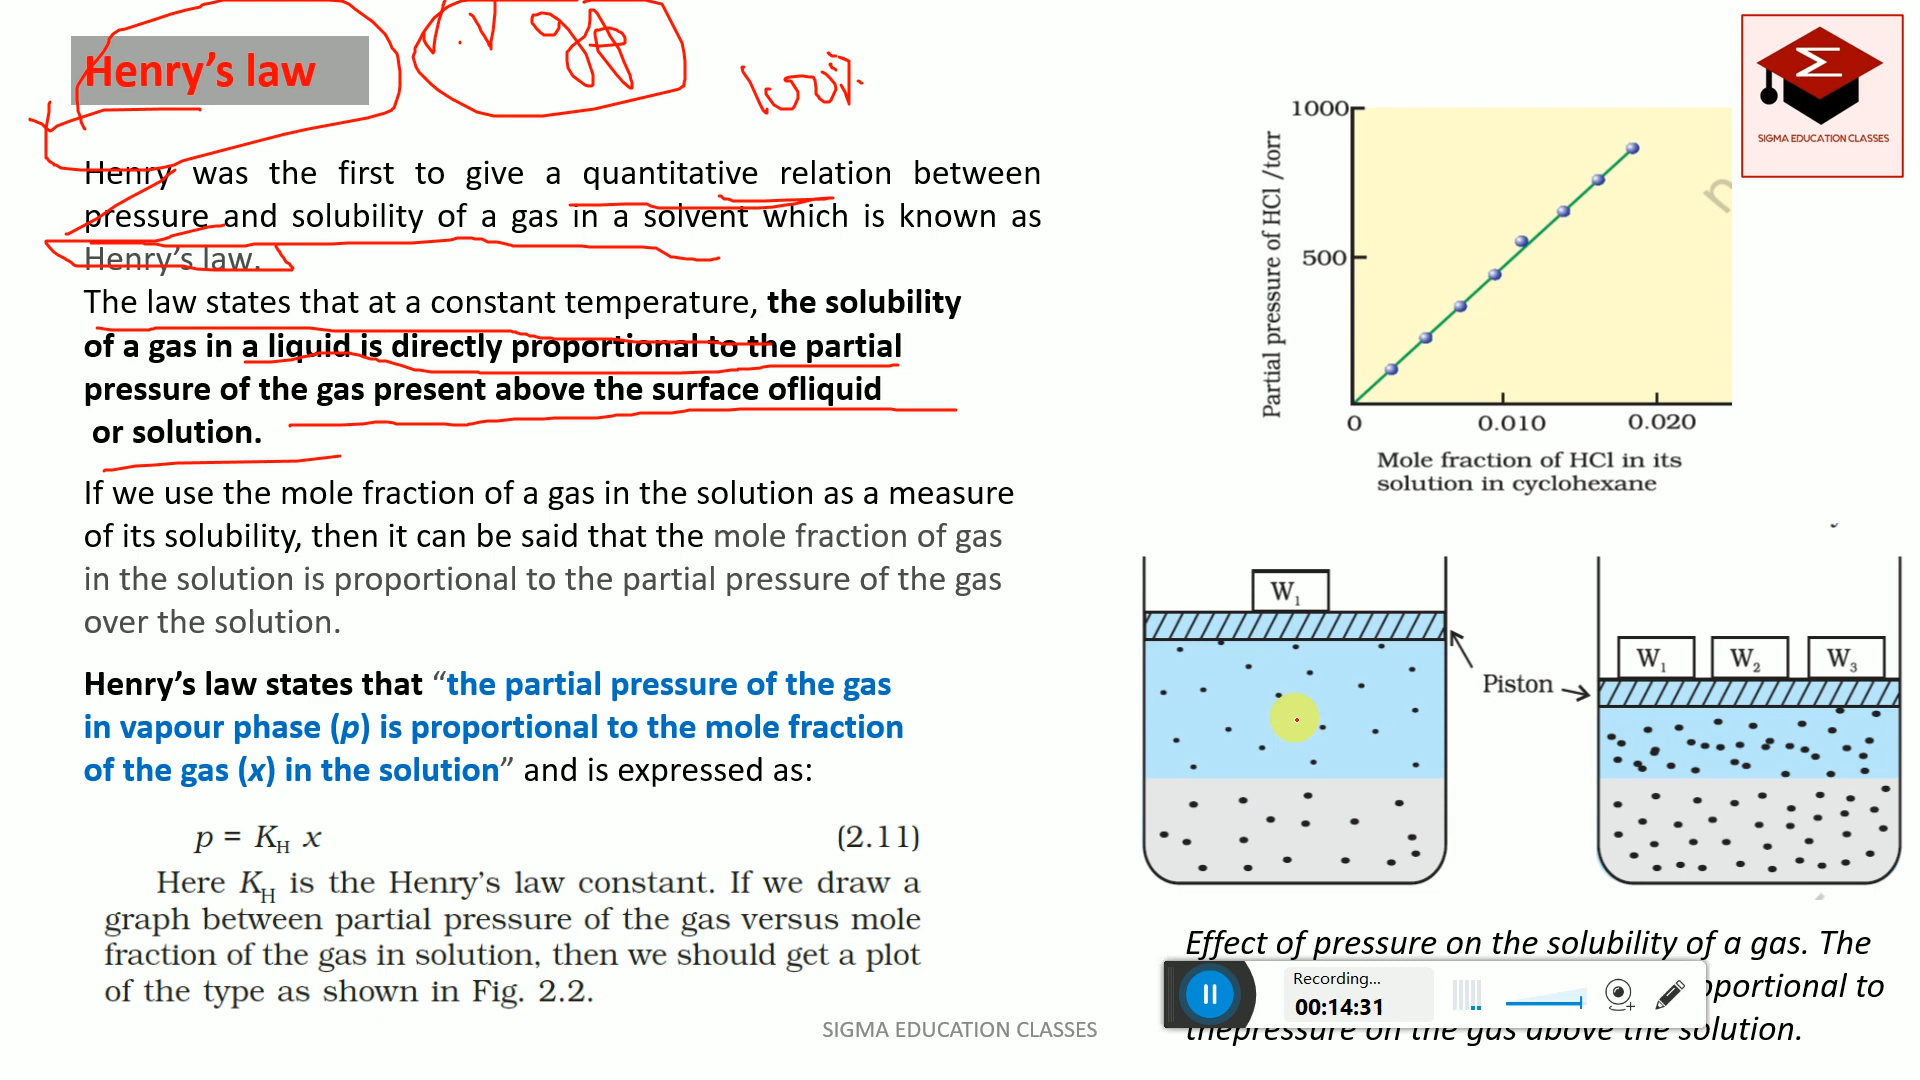 Henry’s law
100%
Henry was the first to give a quantitative relation between
pressure and solubility of a gas in a solvent which is known as
Henry’s law.
The law states that at a constant temperature, the solubility
of a gas in a liquid is directly proportional to the partial
pressure of the gas present above the surface ofliquid
or solution.
If we use the mole fraction of a gas in the solution as a measure
of its solubility, then it can be said that the mole fraction of gas
in the solution is proportional to the partial pressure of the gas
over the solution.
Henry’s law states that “the partial pressure of the gas
in vapour phase (p) is proportional to the mole fraction
of the gas (x) in the solution” and is expressed as:
p = KH x (2.11)
Here KH is the Henry’s law constant. If we draw a
graph between partial pressure of the gas versus mole
fraction of the gas in solution, then we should get a plot
of the type as shown in Fig. 2.2.
SIGMA EDUCATION CLASSES
Σ
SIGMA EDUCATION CLASSES
1000
500
Partial pressure of HCl /torr
0 0.010 0.020
Mole fraction of HCl in its
solution in cyclohexane
W1
Piston
W1 W2 W3
Effect of pressure on the solubility of a gas. The
portional to
thepressure on the gas above the solution.
Recording...
00:14:31